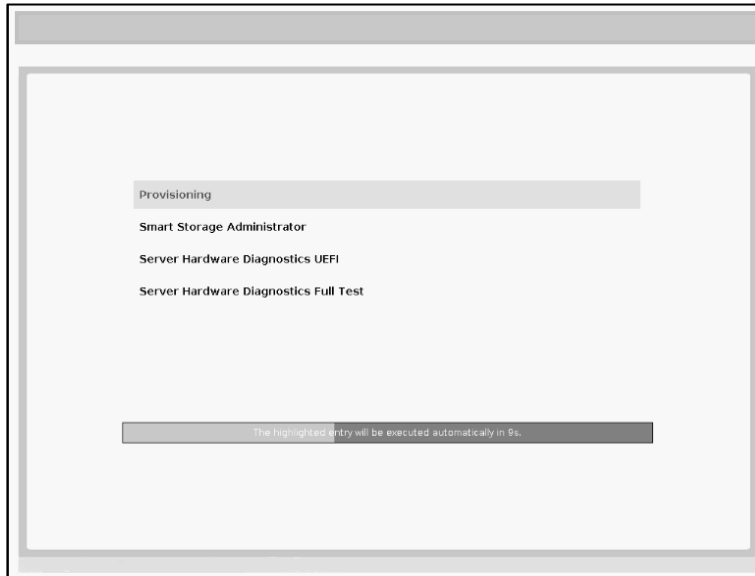 Provisioning
Smart Storage Administrator
Server Hardware Diagnostics UEFI
Server Hardware Diagnostics Full Test
The highlighted entry will be executed automatically in 9s.